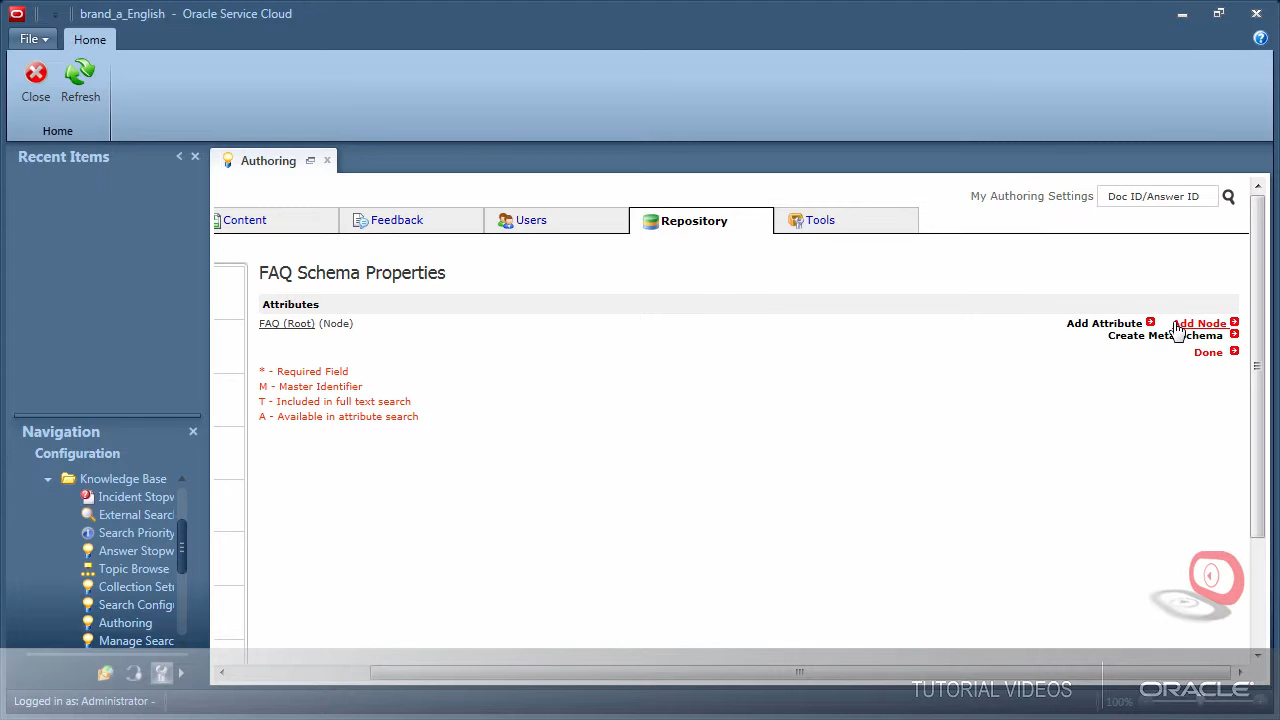 brand_a_English - Oracle Service Cloud
File
Home
Close
Refresh
Home
Recent Items
Authoring
My Authoring Settings
Doc ID/Answer ID
Content
Feedback
Users
Repository
Tools
FAQ Schema Properties
Attributes
FAQ (Root) (Node)
Add Attribute
Add Node
Create Meta Schema
Done
* - Required Field
M - Master Identifier
T - Included in full text search
A - Available in attribute search
Navigation
Configuration
Knowledge Base
Incident Stopw
External Searc
Search Priority
Answer Stopw
Topic Browse
Collection Set
Search Config
Authoring
Manage Searc
Logged in as: Administrator -
TUTORIAL VIDEOS
ORACLE
100%